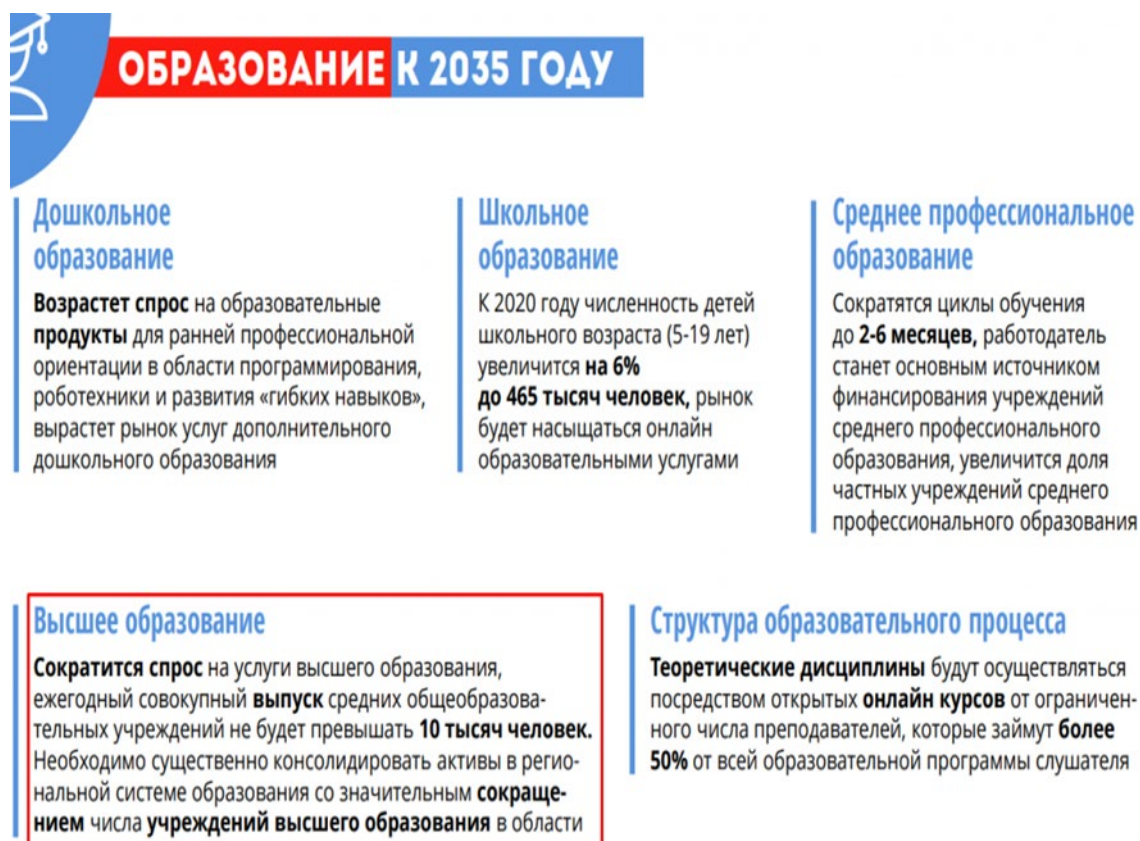 ОБРАЗОВАНИЕ К 2035 ГОДУ
Дошкольное
образование
Возрастет спрос на образовательные
продукты для ранней профессиональной
ориентации в области программирования,
роботехники и развития «гибких навыков»,
вырастет рынок услуг дополнительного
дошкольного образования
Школьное
образование
К 2020 году численность детей
школьного возраста (5-19 лет)
увеличится на 6%
до 465 тысяч человек, рынок
будет насыщаться онлайн
образовательными услугами
Среднее профессиональное
образование
Сократятся циклы обучения
до 2-6 месяцев, работодатель
станет основным источником
финансирования учреждений
среднего профессионального
образования, увеличится доля
частных учреждений среднего
профессионального образования
Высшее образование
Сократится спрос на услуги высшего образования,
ежегодный совокупный выпуск средних общеобразова-
тельных учреждений не будет превышать 10 тысяч человек.
Необходимо существенно консолидировать активы в регио-
нальной системе образования со значительным сокраще-
нием числа учреждений высшего образования в области
Структура образовательного процесса
Теоретические дисциплины будут осуществляться
посредством открытых онлайн курсов от ограничен-
ного числа преподавателей, которые займут более
50% от всей образовательной программы слушателя